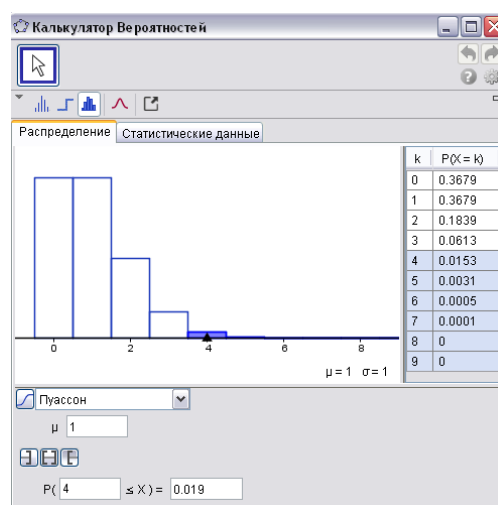 Калькулятор Вероятностей
Распределение Статистические данные
k P(X = k)
0 0.3679
1 0.3679
2 0.1839
3 0.0613
4 0.0153
5 0.0031
6 0.0005
7 0.0001
8 0
9 0
0 2 4 6 8
μ = 1 σ = 1
Пуассон
μ 1
P( 4 ≤ X ) = 0.019